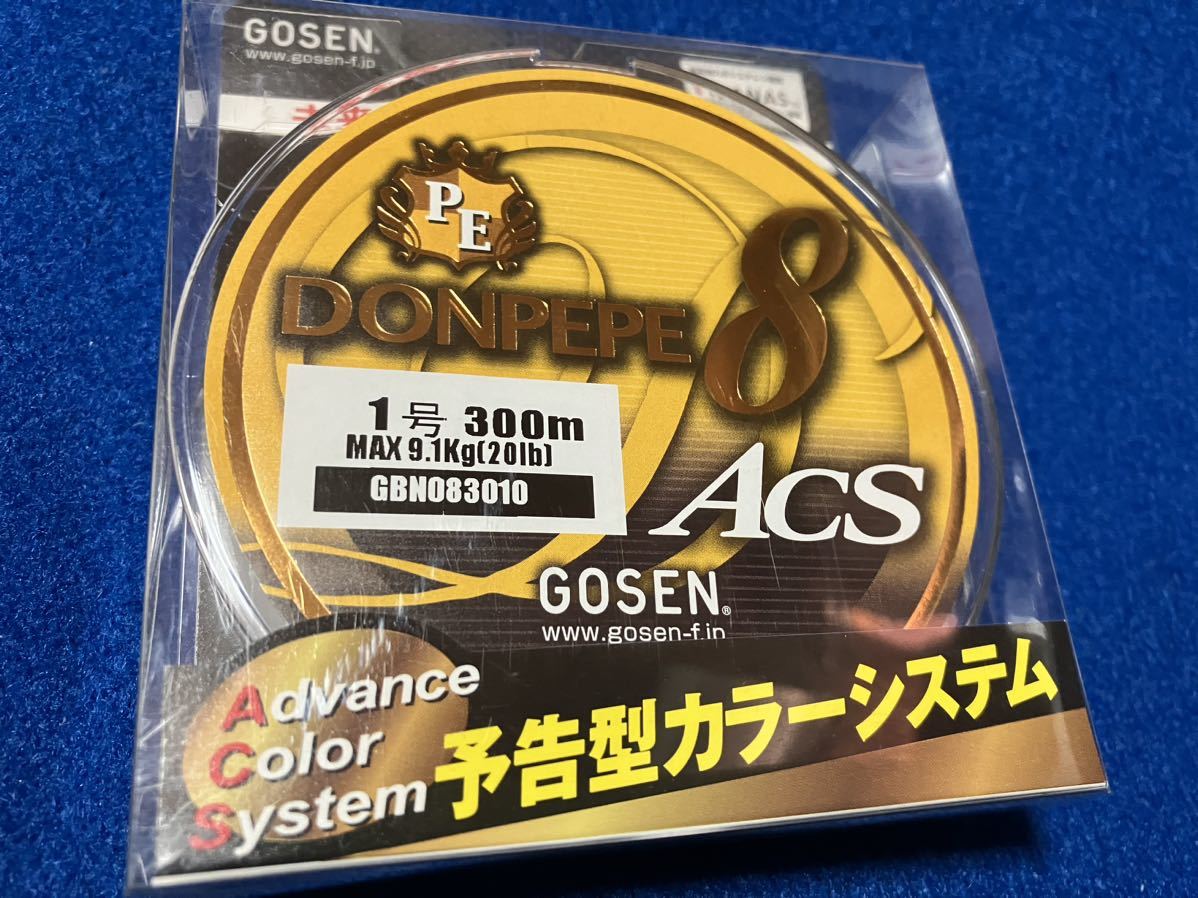 GOSEN®
www.gosen-f.jp
PE
DONPEPE 8
1号 300m
MAX 9.1Kg(20lb)
GBN083010
ACS
GOSEN®
www.gosen-f.jp
Advance
Color
System
予告型カラーシステム